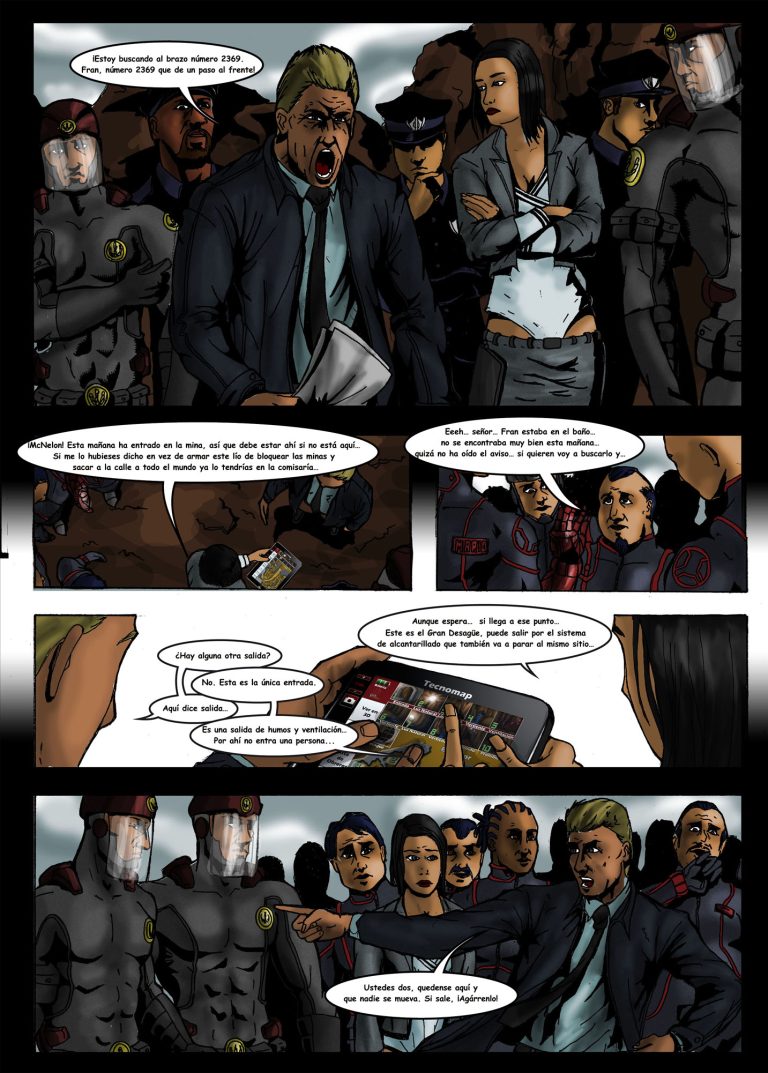 ¡Estoy buscando al brazo número 2369.
Fran, número 2369 que de un paso al frente!
¡McNelon! Esta mañana ha entrado en la mina, así que debe estar ahí si no está aquí...
Si me lo hubieses dicho en vez de armar este lío de bloquear las minas y
sacar a la calle a todo el mundo ya lo tendrías en la comisaría...
Eeeh... señor... Fran estaba en el baño...
no se encontraba muy bien esta mañana...
quizá no ha oído el aviso... si quieren voy a buscarlo y...
¿Hay alguna otra salida?
No. Esta es la única entrada.
Aquí dice salida...
Es una salida de humos y ventilación...
Por ahí no entra una persona...
Aunque espera... si llega a ese punto...
Este es el Gran Desagüe, puede salir por el sistema
de alcantarillado que también va a parar al mismo sitio...
Tecnomap
Ver en
Ustedes dos, quedense aquí y
que nadie se mueva. Si sale, ¡Agárrenlo!